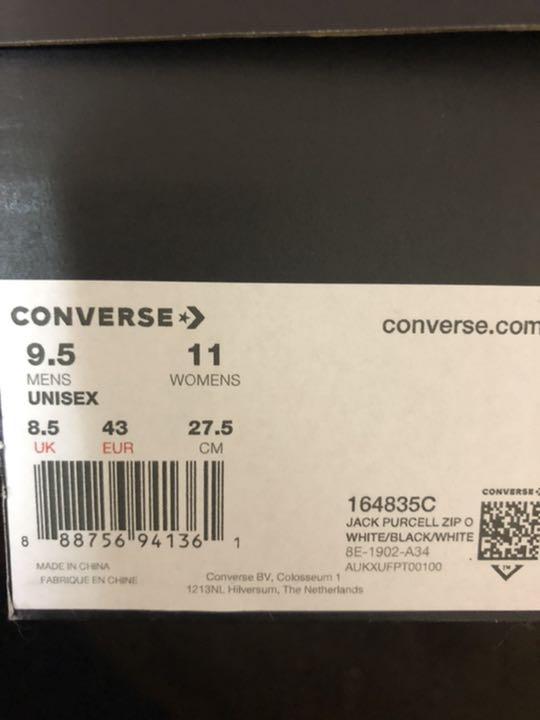 CONVERSE
converse.com
9.5 11
MENS WOMENS
UNISEX
8.5 43 27.5
UK EUR CM
8 88756 94136 1
MADE IN CHINA
FABRIQUE EN CHINE
Converse BV, Colosseum 1
1213NL Hilversum, The Netherlands
164835C
JACK PURCELL ZIP O
WHITE/BLACK/WHITE
8E-1902-A34
AUKXUFPT00100
CONVERSE
TM